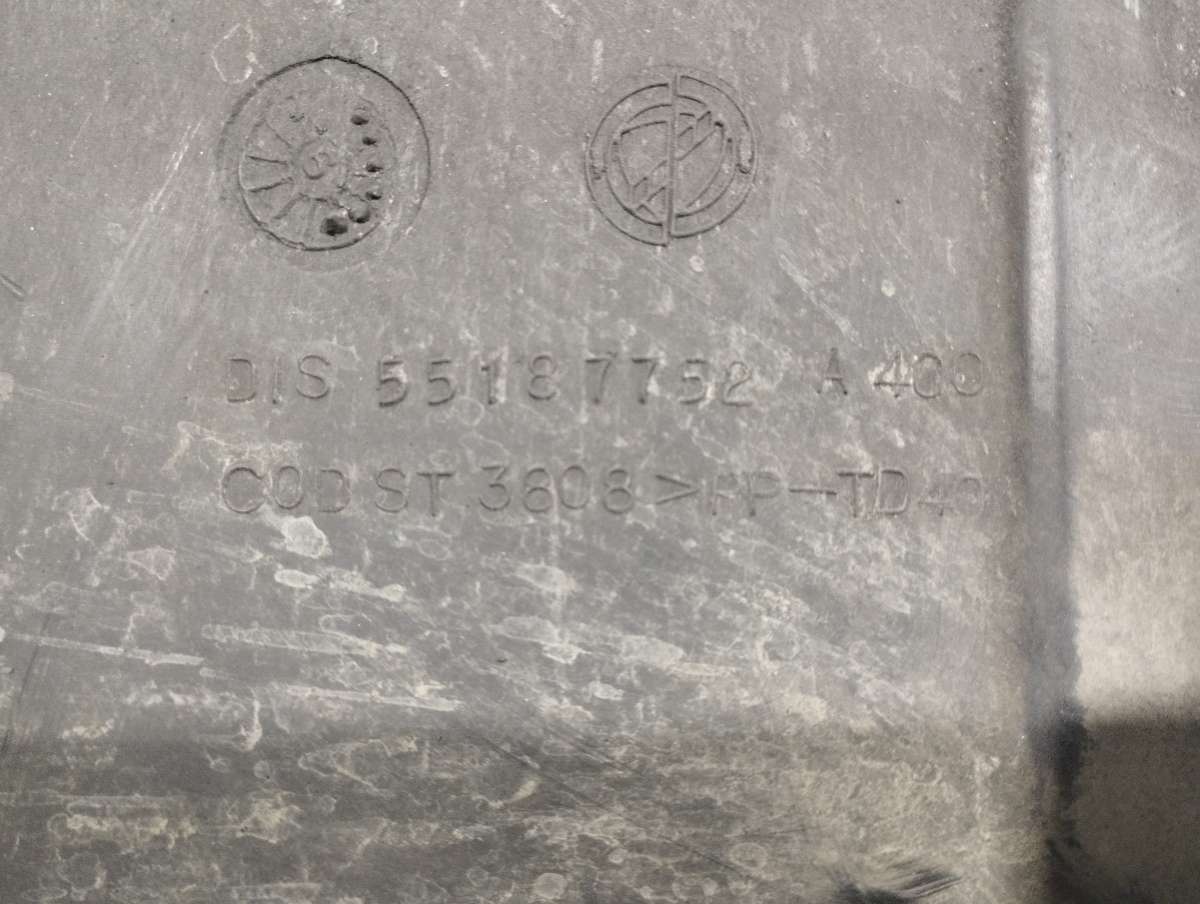 DIS 55187752 A 400
COD ST 3808 >PP-TD40